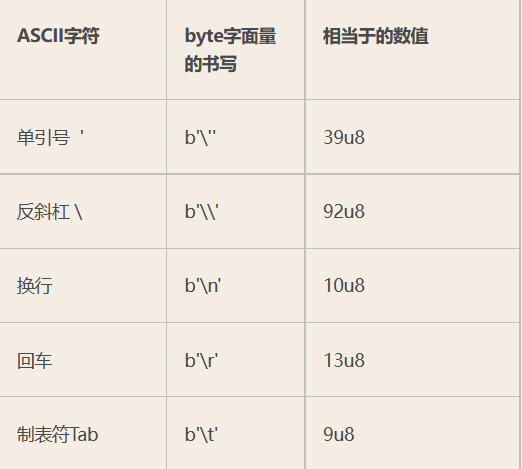 ASCII字符 byte字面量 相当于的数值
的书写
单引号 ' b'\'' 39u8
反斜杠 \ b'\\' 92u8
换行 b'\n' 10u8
回车 b'\r' 13u8
制表符Tab b'\t' 9u8